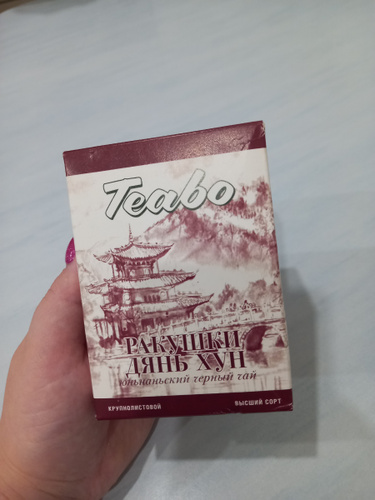 Teabo
РАКУШКИ
ДЯНЬ ХУН
юньнаньский черный чай
КРУПНОЛИСТОВОЙ ВЫСШИЙ СОРТ